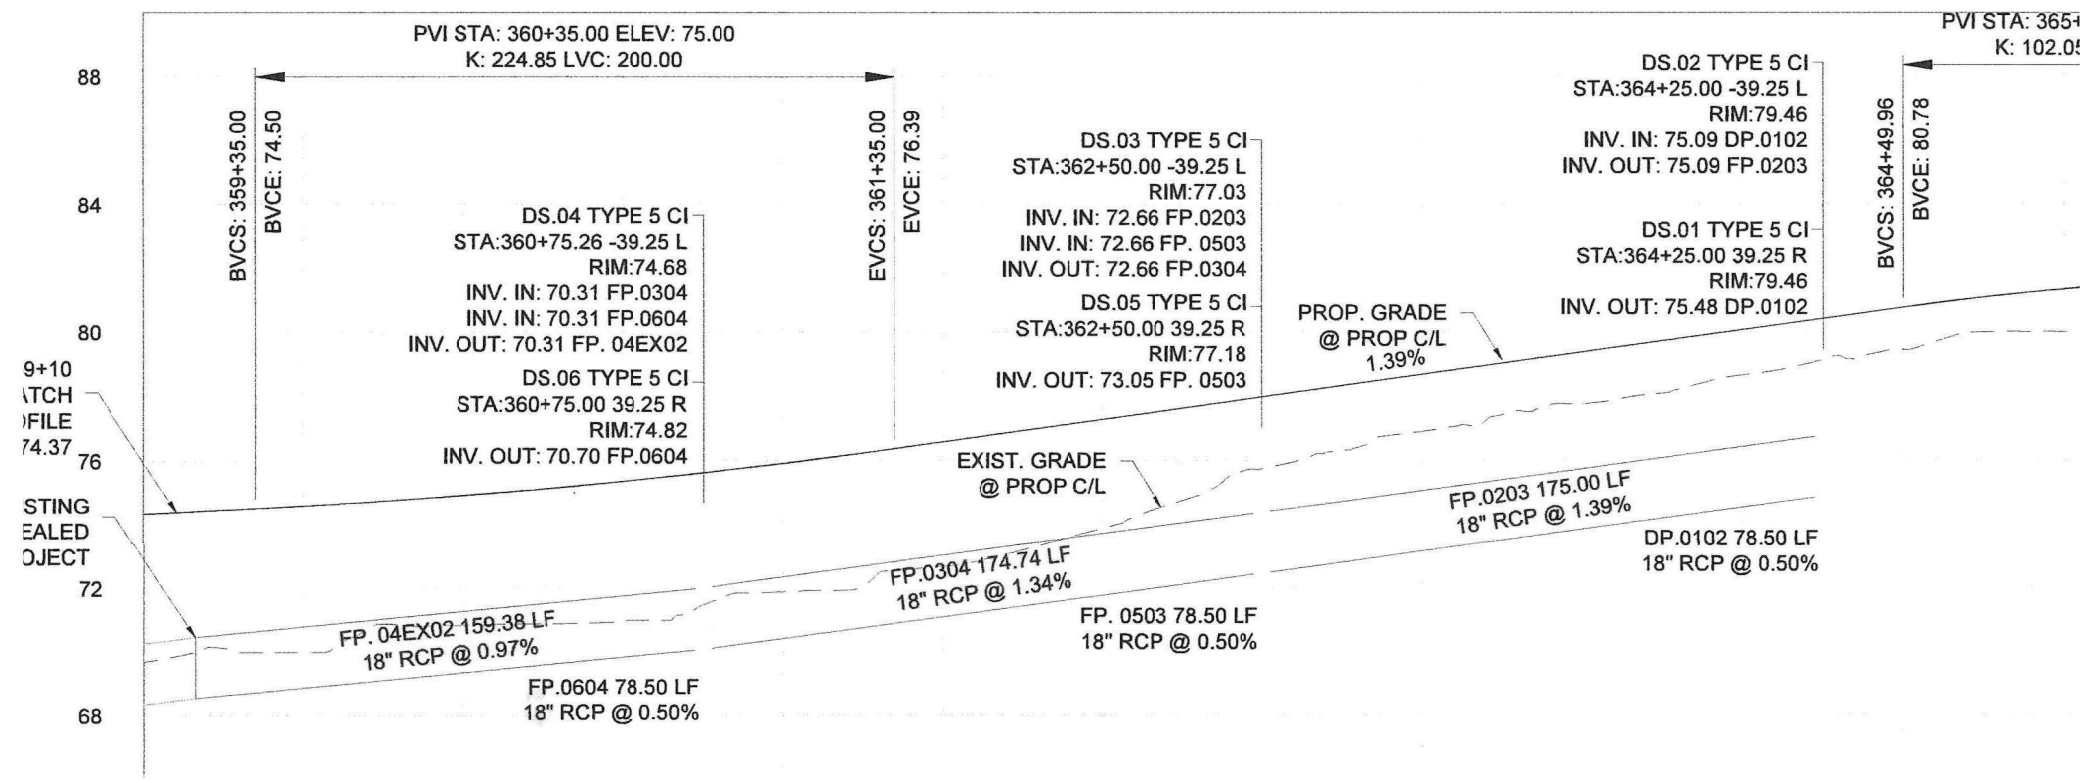 PVI STA: 360+35.00 ELEV: 75.00
K: 224.85 LVC: 200.00
PVI STA: 365+
K: 102.05
88
84
80
76
72
68
BVCS: 359+35.00
BVCE: 74.50
EVCS: 361+35.00
EVCE: 76.39
BVCS: 364+49.96
BVCE: 80.78
DS.04 TYPE 5 CI
STA:360+75.26 -39.25 L
RIM:74.68
INV. IN: 70.31 FP.0304
INV. IN: 70.31 FP.0604
INV. OUT: 70.31 FP. 04EX02
DS.06 TYPE 5 CI
STA:360+75.00 39.25 R
RIM:74.82
INV. OUT: 70.70 FP.0604
DS.03 TYPE 5 CI
STA:362+50.00 -39.25 L
RIM:77.03
INV. IN: 72.66 FP.0203
INV. IN: 72.66 FP. 0503
INV. OUT: 72.66 FP.0304
DS.05 TYPE 5 CI
STA:362+50.00 39.25 R
RIM:77.18
INV. OUT: 73.05 FP. 0503
DS.02 TYPE 5 CI
STA:364+25.00 -39.25 L
RIM:79.46
INV. IN: 75.09 DP.0102
INV. OUT: 75.09 FP.0203
DS.01 TYPE 5 CI
STA:364+25.00 39.25 R
RIM:79.46
INV. OUT: 75.48 DP.0102
PROP. GRADE
@ PROP C/L
1.39%
EXIST. GRADE
@ PROP C/L
9+10
ATCH
OFILE
74.37
STING
EALED
OJECT
FP. 04EX02 159.38 LF
18" RCP @ 0.97%
FP.0604 78.50 LF
18" RCP @ 0.50%
FP.0304 174.74 LF
18" RCP @ 1.34%
FP. 0503 78.50 LF
18" RCP @ 0.50%
FP.0203 175.00 LF
18" RCP @ 1.39%
DP.0102 78.50 LF
18" RCP @ 0.50%